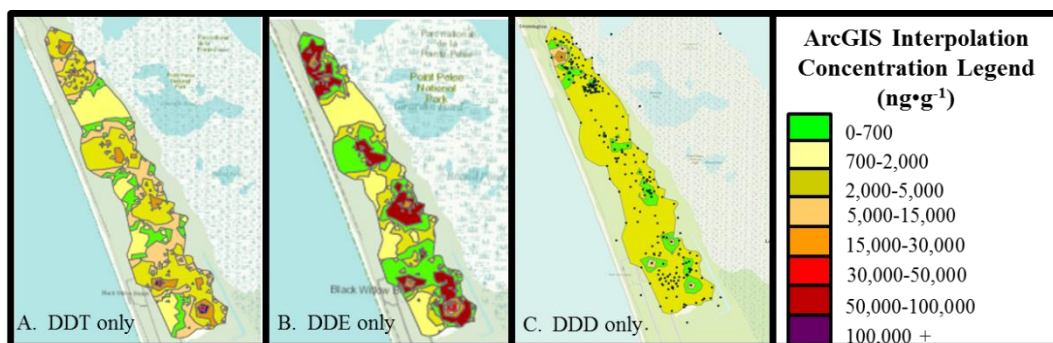 Point Pelee
National
Park
Black Willow B
A. DDT only
B. DDE only
C. DDD only
ArcGIS Interpolation
Concentration Legend
(ng•g⁻¹)
0-700
700-2,000
2,000-5,000
5,000-15,000
15,000-30,000
30,000-50,000
50,000-100,000
100,000 +